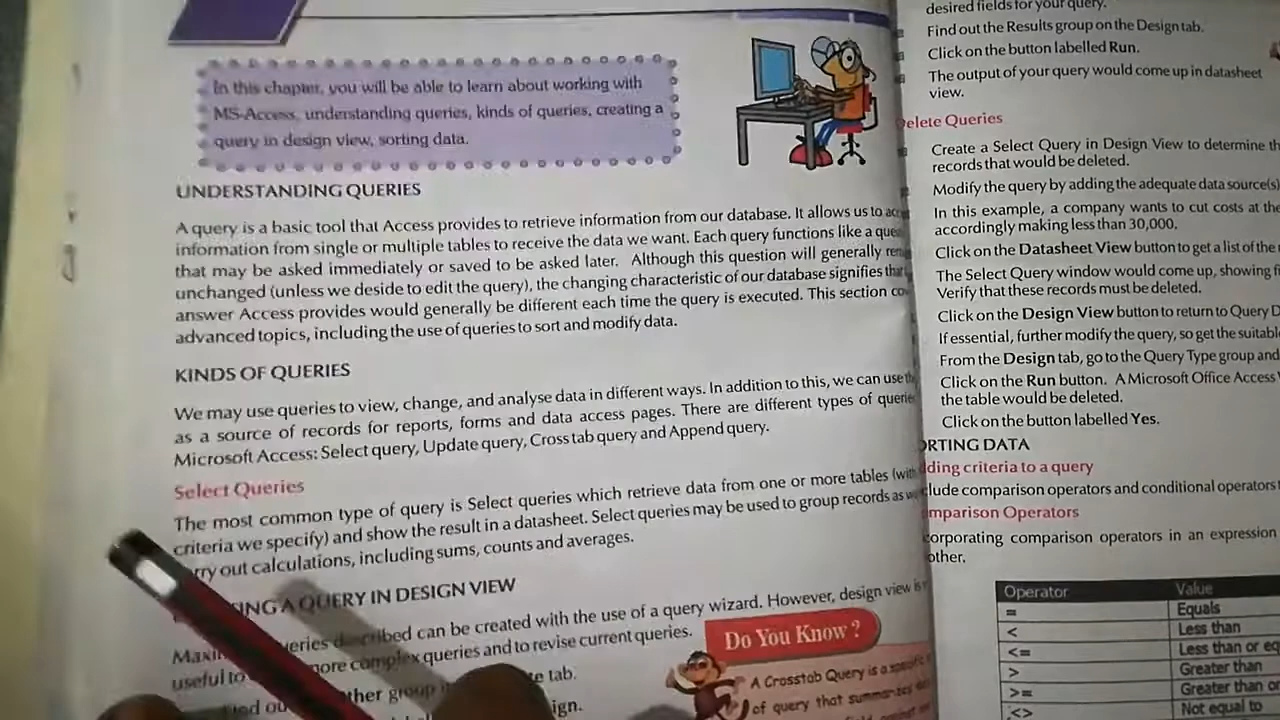 In this chapter, you will be able to learn about working with
MS-Access, understanding queries, kinds of queries, creating a
query in design view, sorting data.
UNDERSTANDING QUERIES
A query is a basic tool that Access provides to retrieve information from our database. It allows us to
information from single or multiple tables to receive the data we want. Each query functions like a
that may be asked immediately or saved to be asked later. Although this question will generally
unchanged (unless we deside to edit the query), the changing characteristic of our database signifies
answer Access provides would generally be different each time the query is executed. This section
advanced topics, including the use of queries to sort and modify data.
KINDS OF QUERIES
We may use queries to view, change, and analyse data in different ways. In addition to this, we can use
as a source of records for reports, forms and data access pages. There are different types of
Microsoft Access: Select query, Update query, Cross tab query and Append query.
Select Queries
The most common type of query is Select queries which retrieve data from one or more tables
criteria we specify) and show the result in a datasheet. Select queries may be used to group records as
out calculations, including sums, counts and averages.
A QUERY IN DESIGN VIEW
described can be created with the use of a query wizard. However, design view is
useful to more complex queries and to revise current queries.
group tab.
Do You Know ?
A Crosstab Query is a
of query that
desired fields for your query.
Find out the Results group on the Design tab.
Click on the button labelled Run.
The output of your query would come up in datasheet
view.
Delete Queries
Create a Select Query in Design View to determine
records that would be deleted.
Modify the query by adding the adequate data source(s)
In this example, a company wants to cut costs at
accordingly making less than 30,000.
Click on the Datasheet View button to get a list of the
The Select Query window would come up, showing
Verify that these records must be deleted.
Click on the Design View button to return to Query
If essential, further modify the query, so get the
From the Design tab, go to the Query Type group and
Click on the Run button. A Microsoft Office Access
the table would be deleted.
Click on the button labelled Yes.
DATA
criteria to a query
comparison operators and conditional operators
Operators
comparison operators in an expression
other.
Operator Value
= Equals
< Less than
<= Less than or
> Greater than
>= Greater than
<> Not equal to